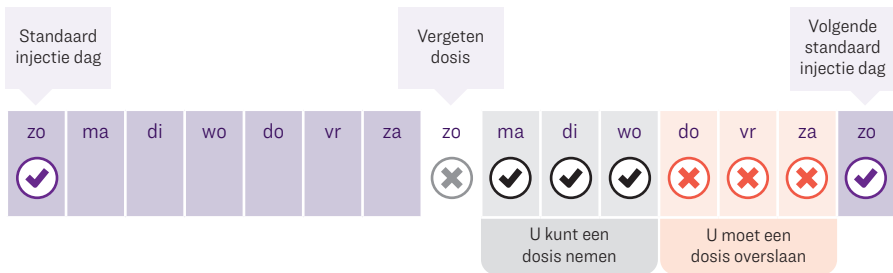 Standaard
injectie dag
Vergeten
dosis
Volgende
standaard
injectie dag
zo ma di wo do vr za zo ma di wo do vr za zo
U kunt een
dosis nemen
U moet een
dosis overslaan